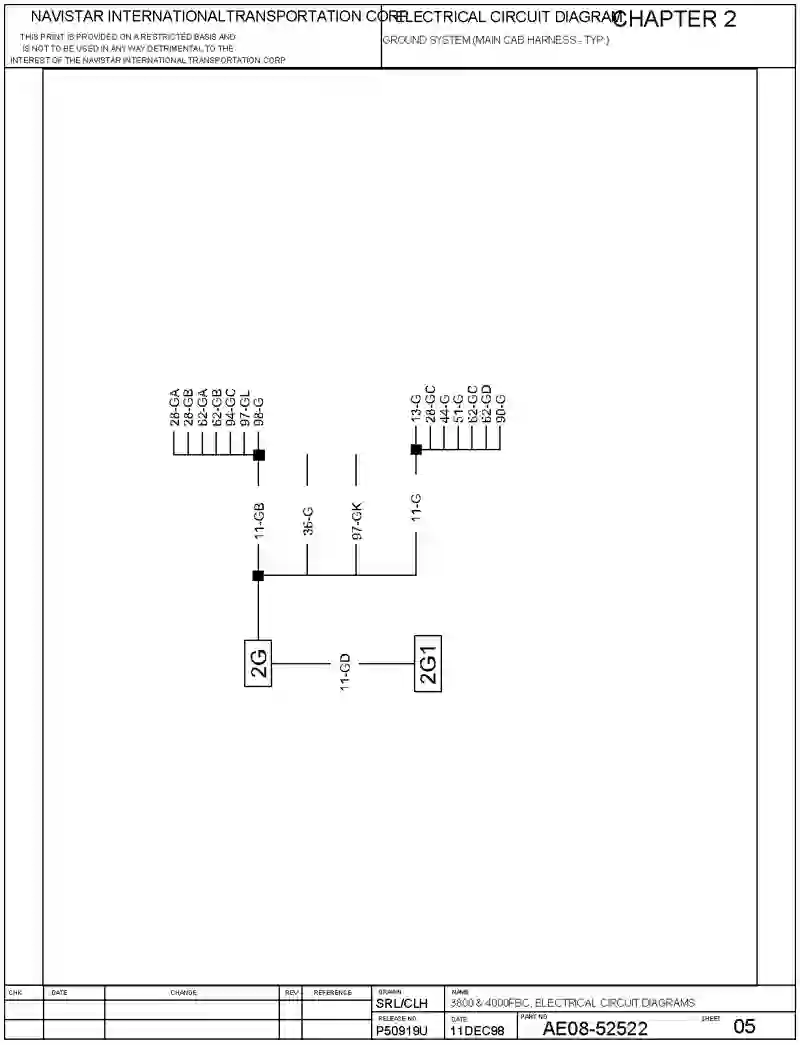 NAVISTAR INTERNATIONAL TRANSPORTATION CORP.
ELECTRICAL CIRCUIT DIAGRAM
CHAPTER 2
THIS PRINT IS PROVIDED ON A RESTRICTED BASIS AND
IS NOT TO BE USED IN ANY WAY DETRIMENTAL TO THE
INTEREST OF THE NAVISTAR INTERNATIONAL TRANSPORTATION CORP
GROUND SYSTEM (MAIN CAB HARNESS - TYP.)
28-GA
28-GB
62-GA
62-GB
94-GC
97-GL
98-G
13-G
28-GC
44-G
51-G
62-GC
62-GD
90-G
11-GB
36-G
97-GK
11-G
2G
11-GD
2G1
CHK
DATE
CHANGE
REV
REFERENCE
DRAWN
SRL/CLH
NAME
3800 & 4000FBC, ELECTRICAL CIRCUIT DIAGRAMS
RELEASE NO.
P50919U
DATE
11DEC98
PART NO.
AE08-52522
SHEET
05